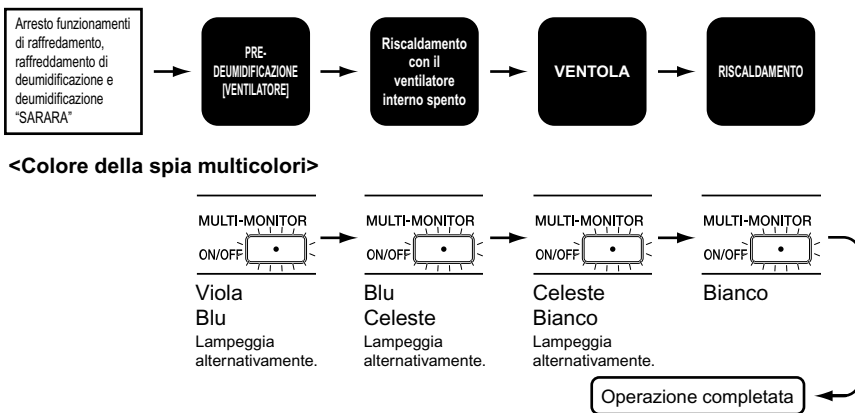 Arresto funzionamenti
di raffredamento,
raffreddamento di
deumidificazione e
deumidificazione
“SARARA”
PRE-
DEUMIDIFICAZIONE
[VENTILATORE]
Riscaldamento
con il
ventilatore
interno spento
VENTOLA
RISCALDAMENTO
<Colore della spia multicolori>
MULTI-MONITOR
ON/OFF
Viola
Blu
Lampeggia
alternativamente.
MULTI-MONITOR
ON/OFF
Blu
Celeste
Lampeggia
alternativamente.
MULTI-MONITOR
ON/OFF
Celeste
Bianco
Lampeggia
alternativamente.
MULTI-MONITOR
ON/OFF
Bianco
Operazione completata